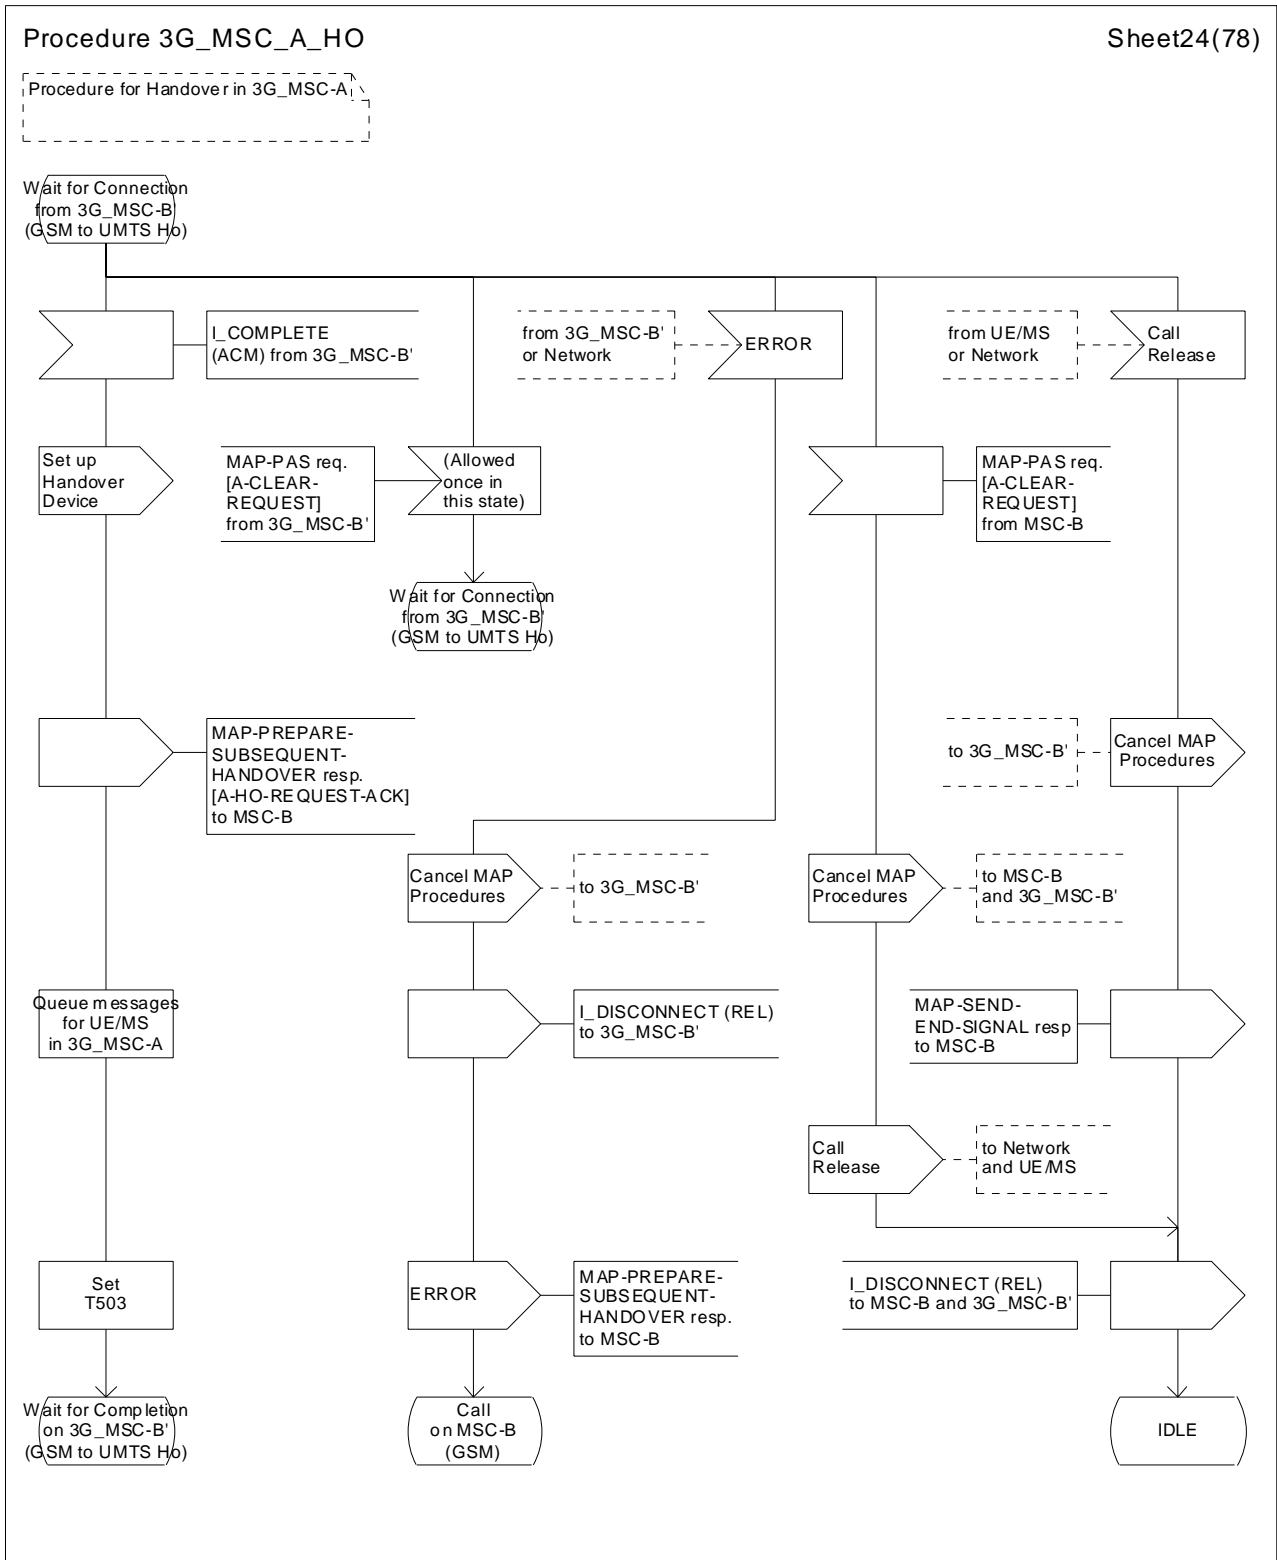 Procedure 3G_MSC_A_HO
Sheet24(78)
Procedure for Handover in 3G_MSC-A
Wait for Connection
from 3G_MSC-B'
(GSM to UMTS Ho)
I_COMPLETE
(ACM) from 3G_MSC-B'
from 3G_MSC-B'
or Network
ERROR
from UE/MS
or Network
Call
Release
Set up
Handover
Device
MAP-PAS req.
[A-CLEAR-
REQUEST]
from 3G_MSC-B'
(Allowed
once in
this state)
MAP-PAS req.
[A-CLEAR-
REQUEST]
from MSC-B
Wait for Connection
from 3G_MSC-B'
(GSM to UMTS Ho)
MAP-PREPARE-
SUBSEQUENT-
HANDOVER resp.
[A-HO-REQUEST-ACK]
to MSC-B
to 3G_MSC-B'
Cancel MAP
Procedures
Cancel MAP
Procedures
to 3G_MSC-B'
Cancel MAP
Procedures
to MSC-B
and 3G_MSC-B'
Queue messages
for UE/MS
in 3G_MSC-A
I_DISCONNECT (REL)
to 3G_MSC-B'
MAP-SEND-
END-SIGNAL resp
to MSC-B
Call
Release
to Network
and UE/MS
Set
T503
ERROR
MAP-PREPARE-
SUBSEQUENT-
HANDOVER resp.
to MSC-B
I_DISCONNECT (REL)
to MSC-B and 3G_MSC-B'
Wait for Completion
on 3G_MSC-B'
(GSM to UMTS Ho)
Call
on MSC-B
(GSM)
IDLE